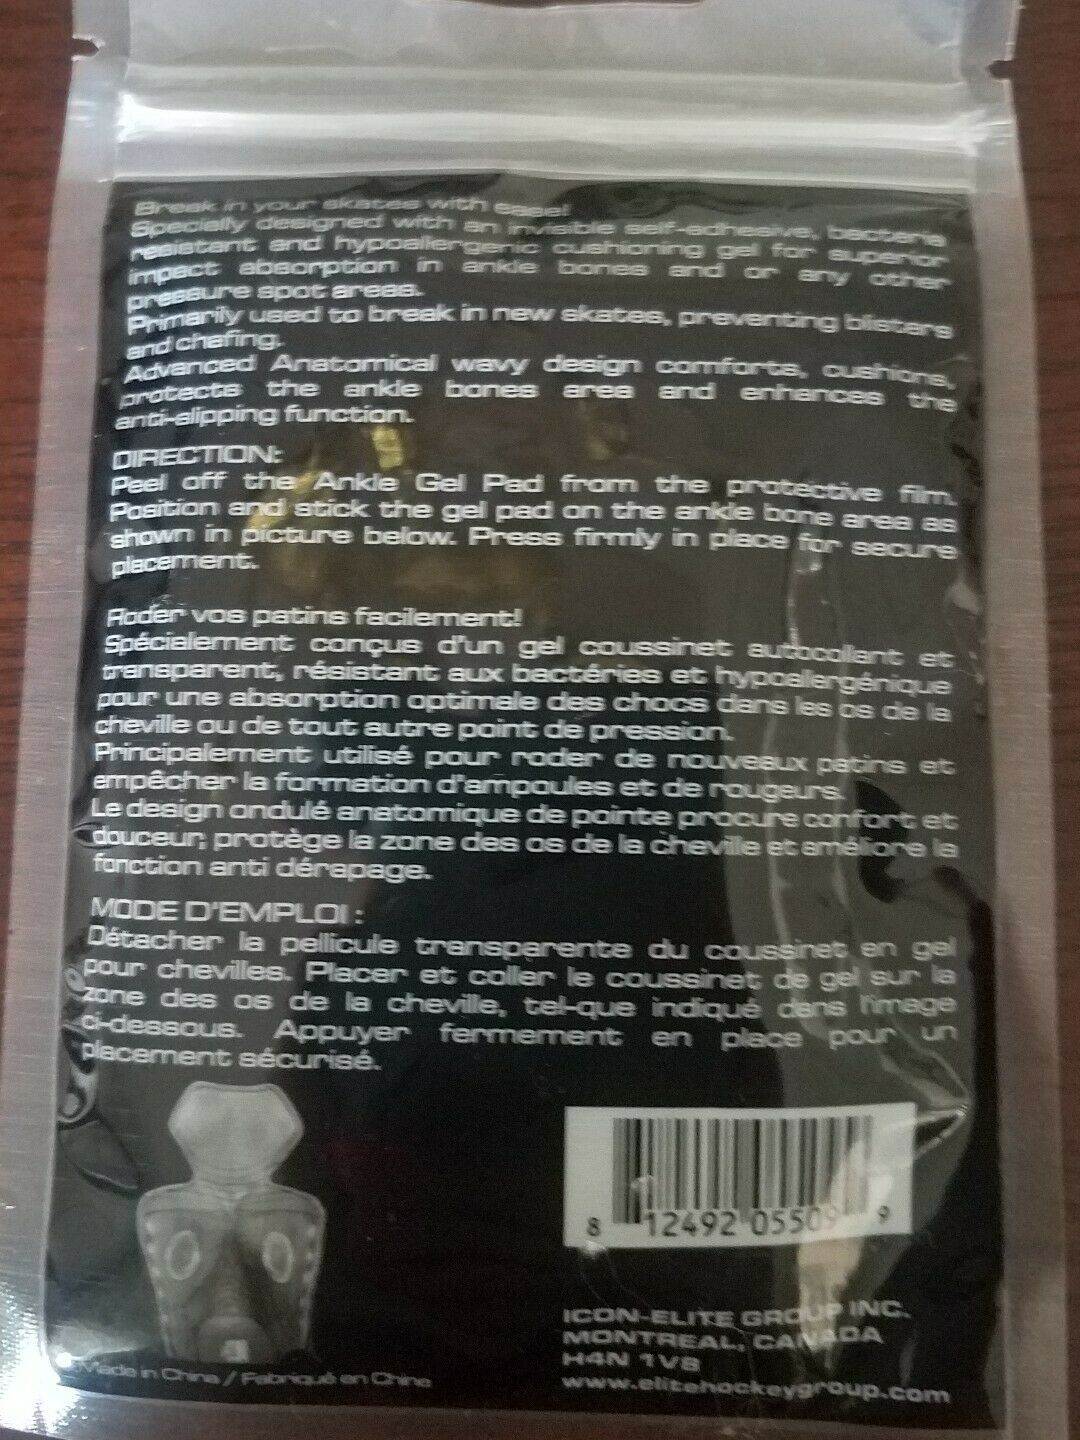 Break in your skates with ease!
Specially designed with an invisible self-adhesive, bacteria
resistant and hypoallergenic cushioning gel for superior
impact absorption in ankle bones and or any other
pressure spot areas.
Primarily used to break in new skates, preventing blisters
and chafing.
Advanced Anatomical wavy design comforts, cushions,
protects the ankle bones area and enhances the
anti-slipping function.
DIRECTION:
Peel off the Ankle Gel Pad from the protective film.
Position and stick the gel pad on the ankle bone area as
shown in picture below. Press firmly in place for secure
placement.
Roder vos patins facilement!
Spécialement conçus d'un gel coussinet autocollant et
transparent, résistant aux bactéries et hypoallergénique
pour une absorption optimale des chocs dans les os de la
cheville ou de tout autre point de pression.
Principalement utilisé pour roder de nouveaux patins et
empêcher la formation d'ampoules et de rougeurs.
Le design ondulé anatomique de pointe procure confort et
douceur, protège la zone des os de la cheville et améliore la
fonction anti dérapage.
MODE D'EMPLOI :
Détacher la pellicule transparente du coussinet en gel
pour chevilles. Placer et coller le coussinet de gel sur la
zone des os de la cheville, tel-que indiqué dans l'image
ci-dessous. Appuyer fermement en place pour un
placement sécurisé.
8 12492 05509 9
ICON-ELITE GROUP INC.
MONTREAL, CANADA
H4N 1V8
www.elitehockeygroup.com
Made in China / Fabriqué en Chine